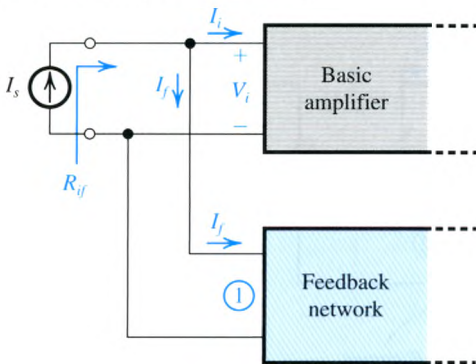 I_i
+
Basic
amplifier
I_s
I_f
V_i
−
R_if
I_f
1
Feedback
network